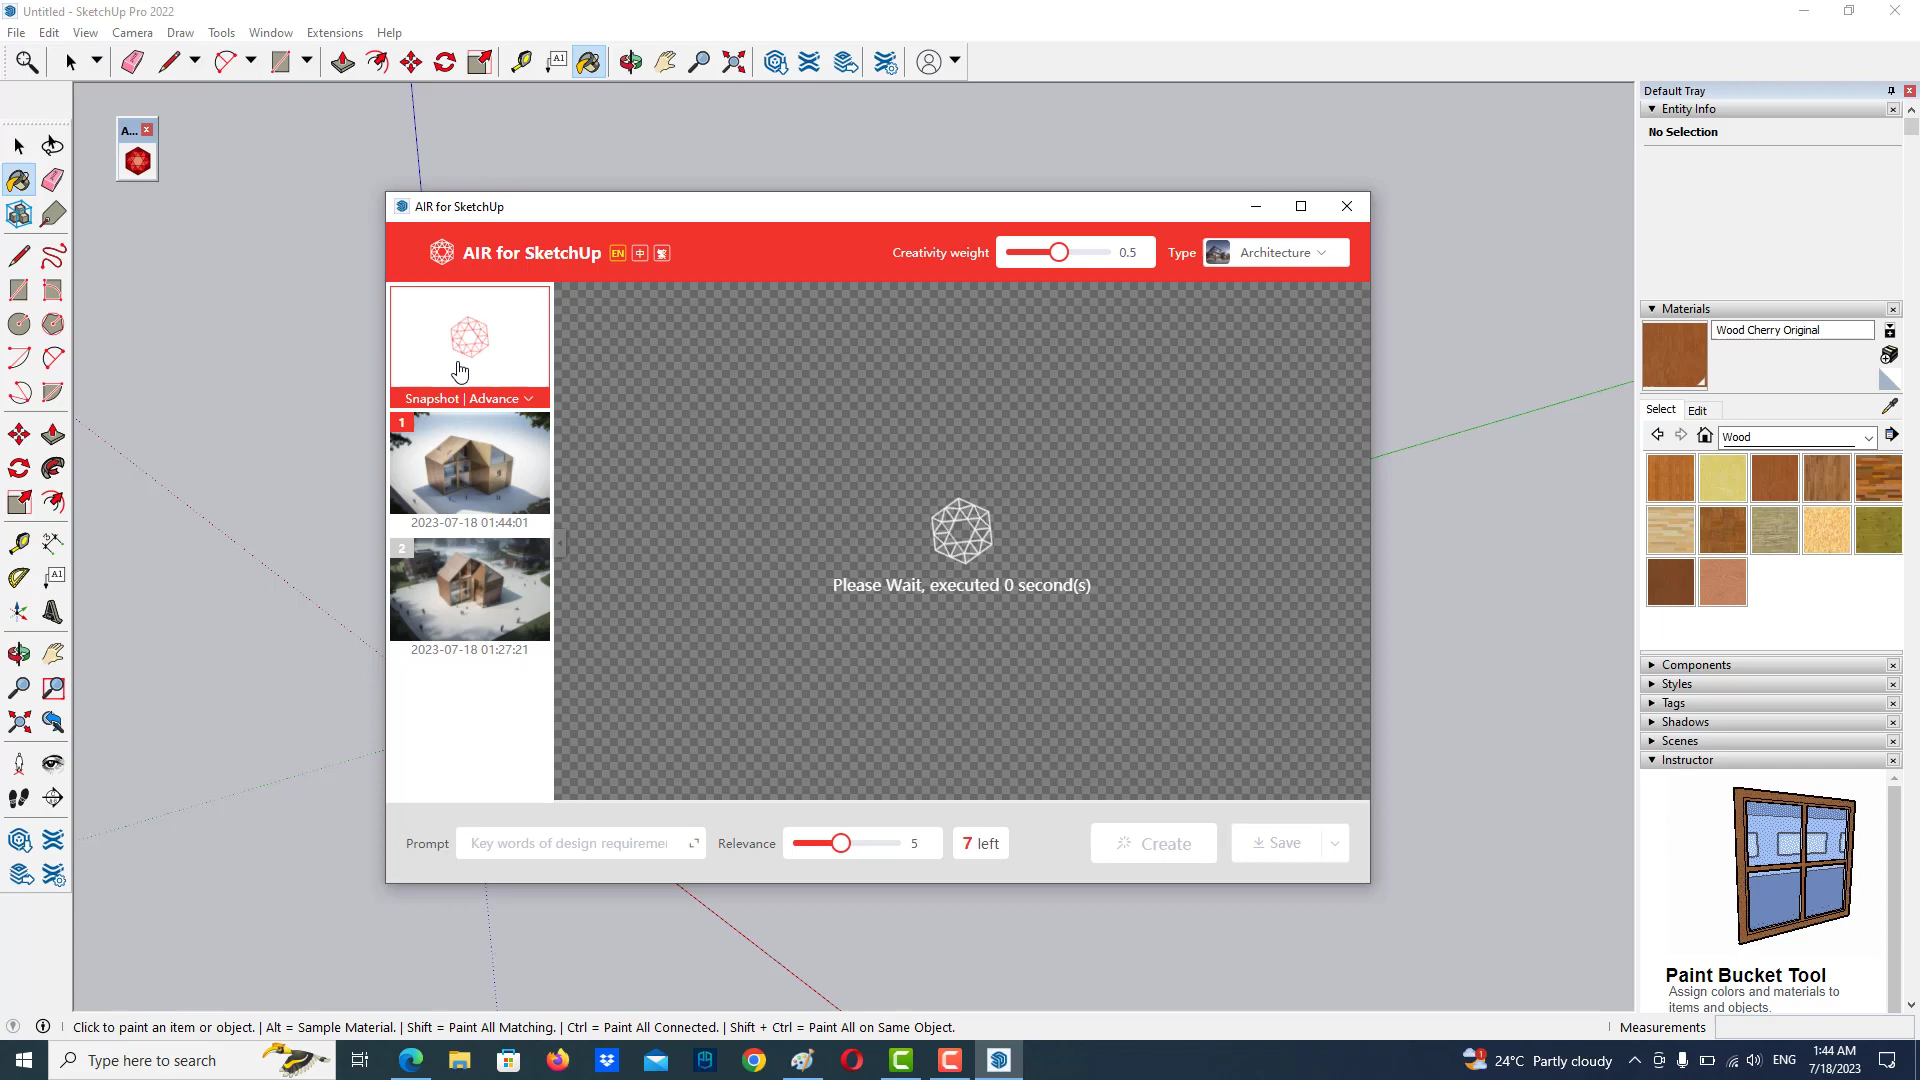 Untitled - SketchUp Pro 2022
File Edit View Camera Draw Tools Window Extensions Help
A1
A...
Default Tray
Entity Info
No Selection
AIR for SketchUp
AIR for SketchUp EN 中 繁
Creativity weight 0.5 Type Architecture
Snapshot | Advance
1
2023-07-18 01:44:01
2
2023-07-18 01:27:21
Please Wait, executed 0 second(s)
Prompt Key words of design requiremen Relevance 5 7 left Create Save
A1
Materials
Wood Cherry Original
Select Edit
Wood
Components
Styles
Tags
Shadows
Scenes
Instructor
Paint Bucket Tool
Assign colors and materials to
items and objects.
Click to paint an item or object. | Alt = Sample Material. | Shift = Paint All Matching. | Ctrl = Paint All Connected. | Shift + Ctrl = Paint All on Same Object.
Measurements
Type here to search
1
24°C Partly cloudy
ENG
1:44 AM
7/18/2023